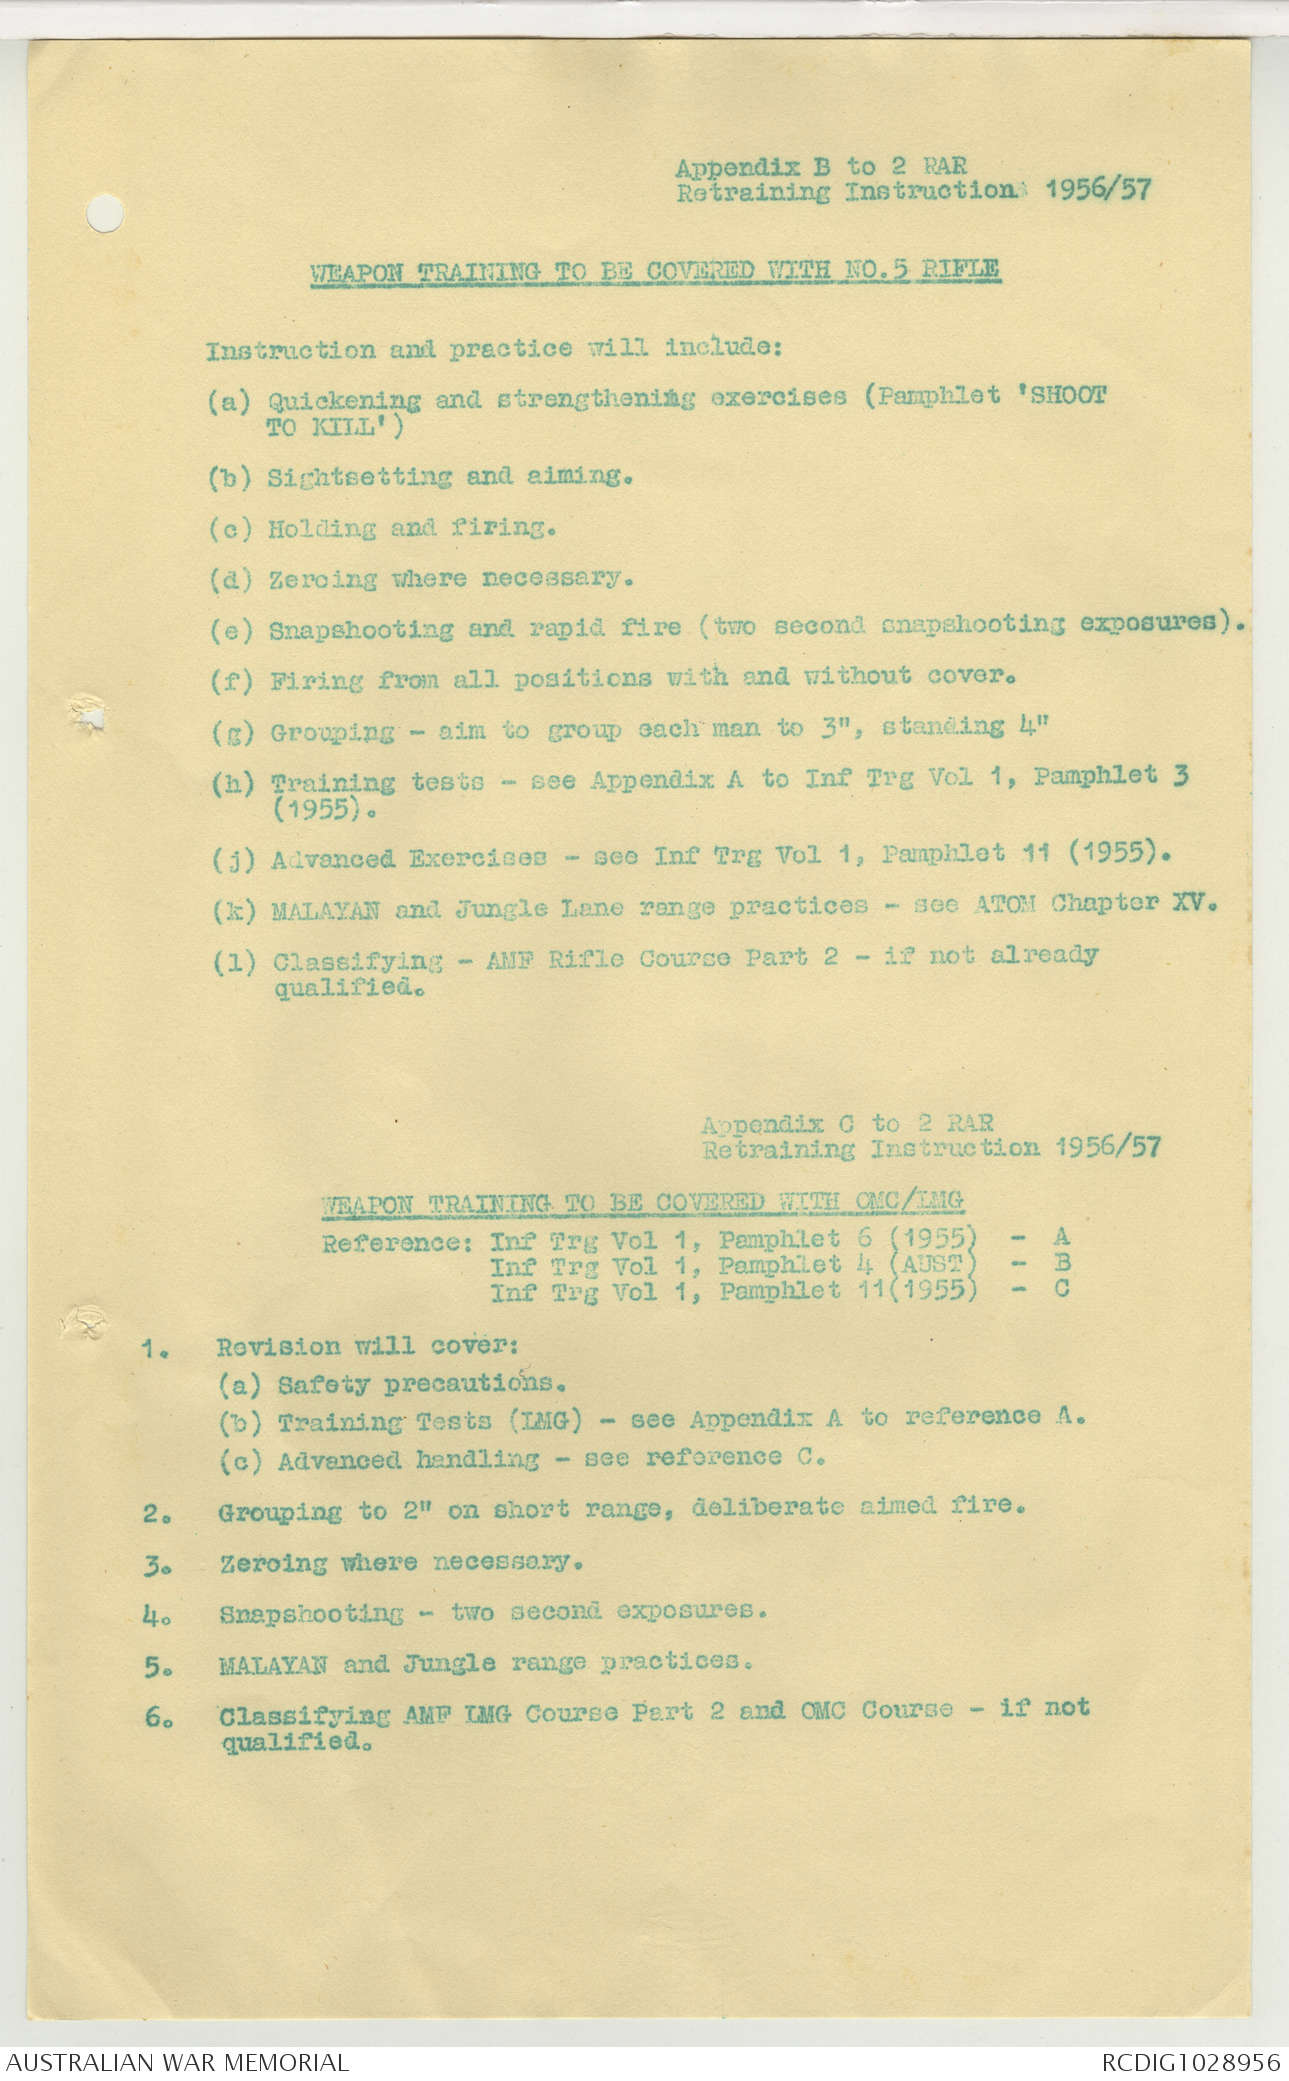 Appendix B to 2 RAR
Retraining Instruction 1956/57
WEAPON TRAINING TO BE COVERED WITH NO.5 RIFLE
Instruction and practice will include:
(a) Quickening and strengthening exercises (Pamphlet 'SHOOT
TO KILL')
(b) Sightsetting and aiming.
(c) Holding and firing.
(d) Zeroing where necessary.
(e) Snapshooting and rapid fire (two second snapshooting exposures).
(f) Firing from all positions with and without cover.
(g) Grouping - aim to group each man to 3", standing 4"
(h) Training tests - see Appendix A to Inf Trg Vol 1, Pamphlet 3
(1955).
(j) Advanced Exercises - see Inf Trg Vol 1, Pamphlet 11 (1955).
(k) MALAYAN and Jungle Lane range practices - see ATOM Chapter XV.
(l) Classifying - AMF Rifle Course Part 2 - if not already
qualified.
Appendix C to 2 RAR
Retraining Instruction 1956/57
WEAPON TRAINING TO BE COVERED WITH OMC/LMG
Reference: Inf Trg Vol 1, Pamphlet 6 (1955) - A
Inf Trg Vol 1, Pamphlet 4 (AUST) - B
Inf Trg Vol 1, Pamphlet 11(1955) - C
1. Revision will cover:
(a) Safety precautions.
(b) Training Tests (LMG) - see Appendix A to reference A.
(c) Advanced handling - see reference C.
2. Grouping to 2" on short range, deliberate aimed fire.
3. Zeroing where necessary.
4. Snapshooting - two second exposures.
5. MALAYAN and Jungle range practices.
6. Classifying AMF LMG Course Part 2 and OMC Course - if not
qualified.
AUSTRALIAN WAR MEMORIAL
RCDIG1028956